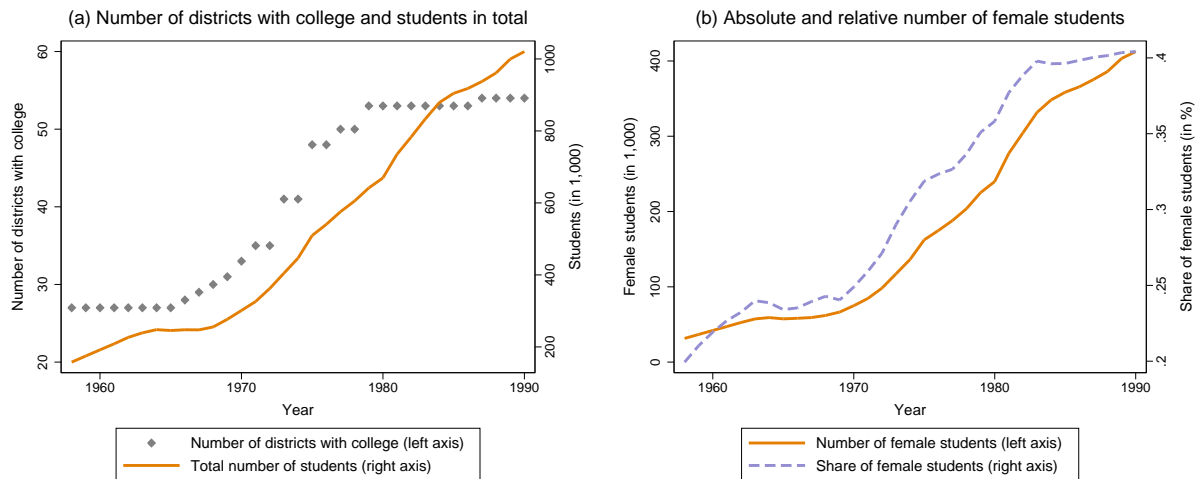 (a) Number of districts with college and students in total
Number of districts with college
60
50
40
30
20
Students (in 1,000)
1000
800
600
400
200
1960
1970
1980
1990
Year
Number of districts with college (left axis)
Total number of students (right axis)
(b) Absolute and relative number of female students
Female students (in 1,000)
400
300
200
100
0
Share of female students (in %)
.4
.35
.3
.25
.2
1960
1970
1980
1990
Year
Number of female students (left axis)
Share of female students (right axis)